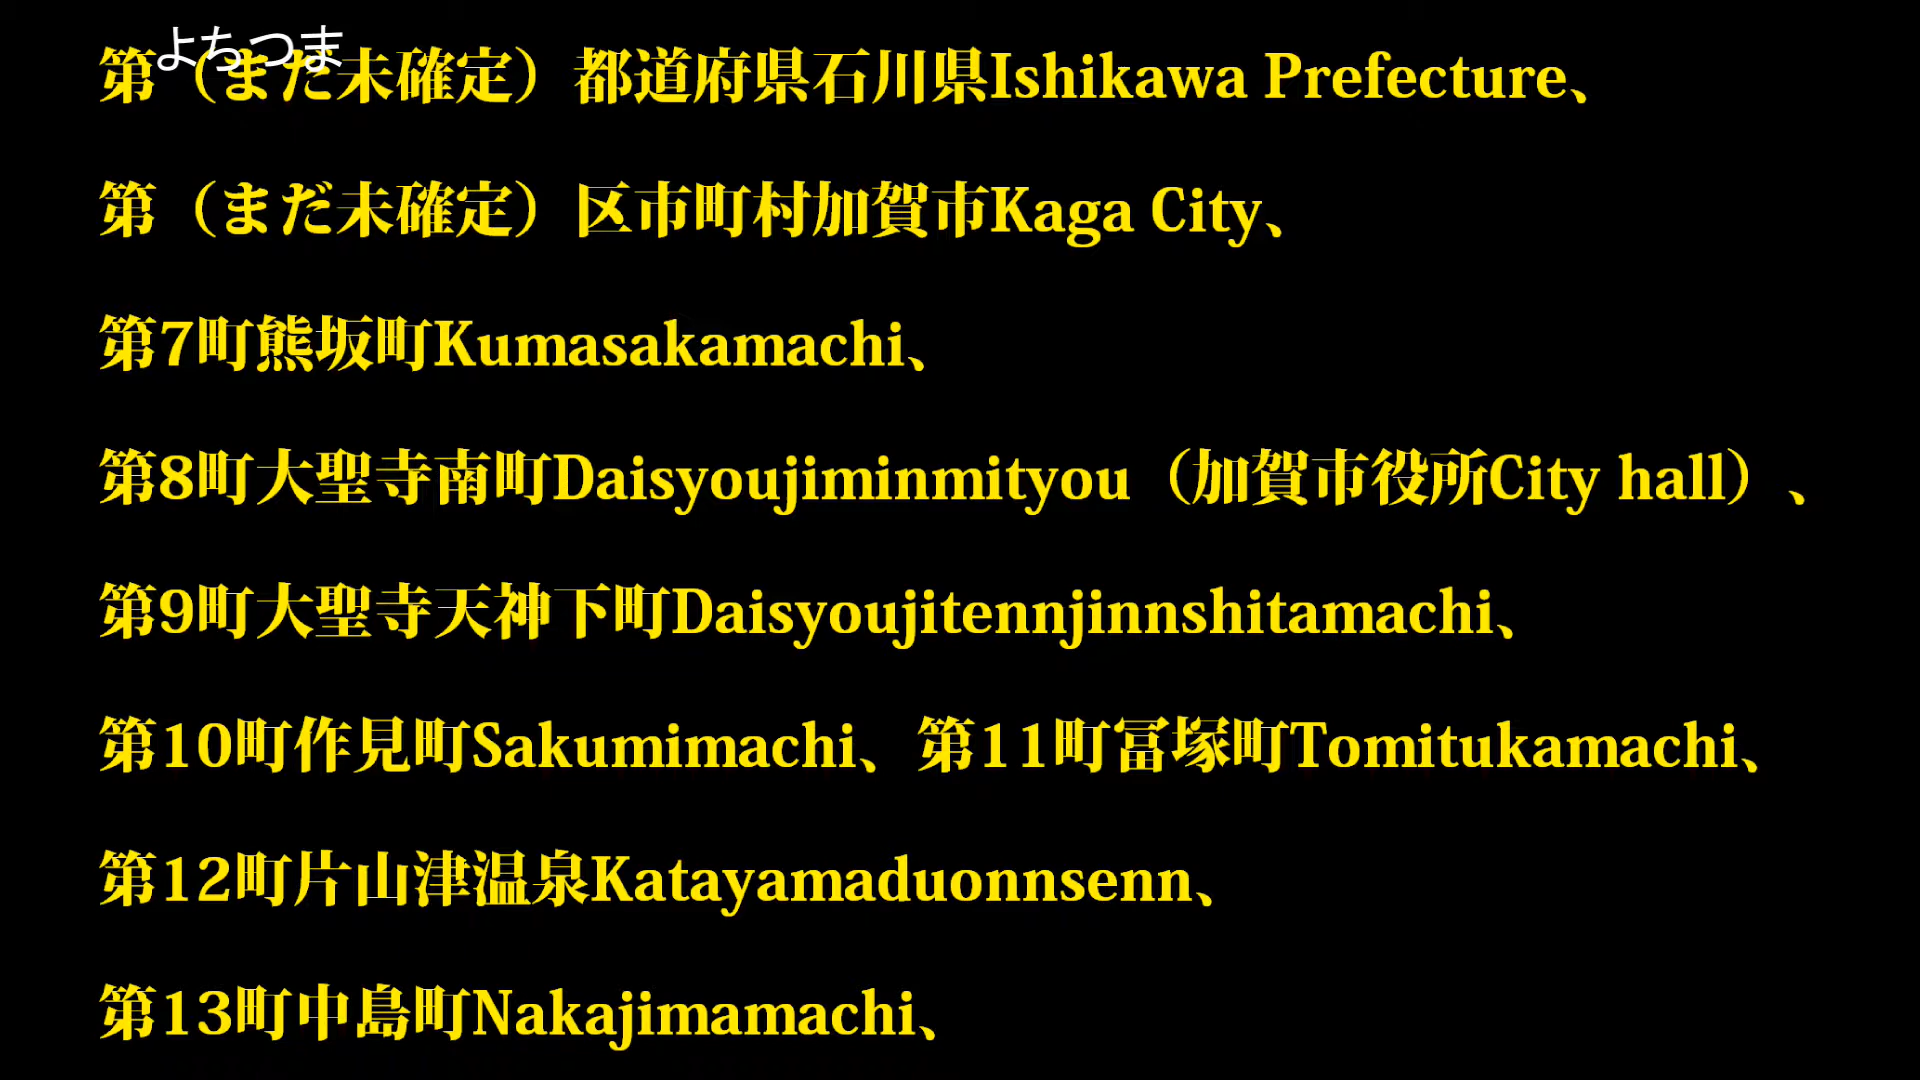 よちつま
第（まだ未確定）都道府県石川県Ishikawa Prefecture、
第（まだ未確定）区市町村加賀市Kaga City、
第7町熊坂町Kumasakamachi、
第8町大聖寺南町Daisyoujiminmityou（加賀市役所City hall）、
第9町大聖寺天神下町Daisyoujitennjinnshitamachi、
第10町作見町Sakumimachi、第11町冨塚町Tomitukamachi、
第12町片山津温泉Katayamaduonnsenn、
第13町中島町Nakajimamachi、